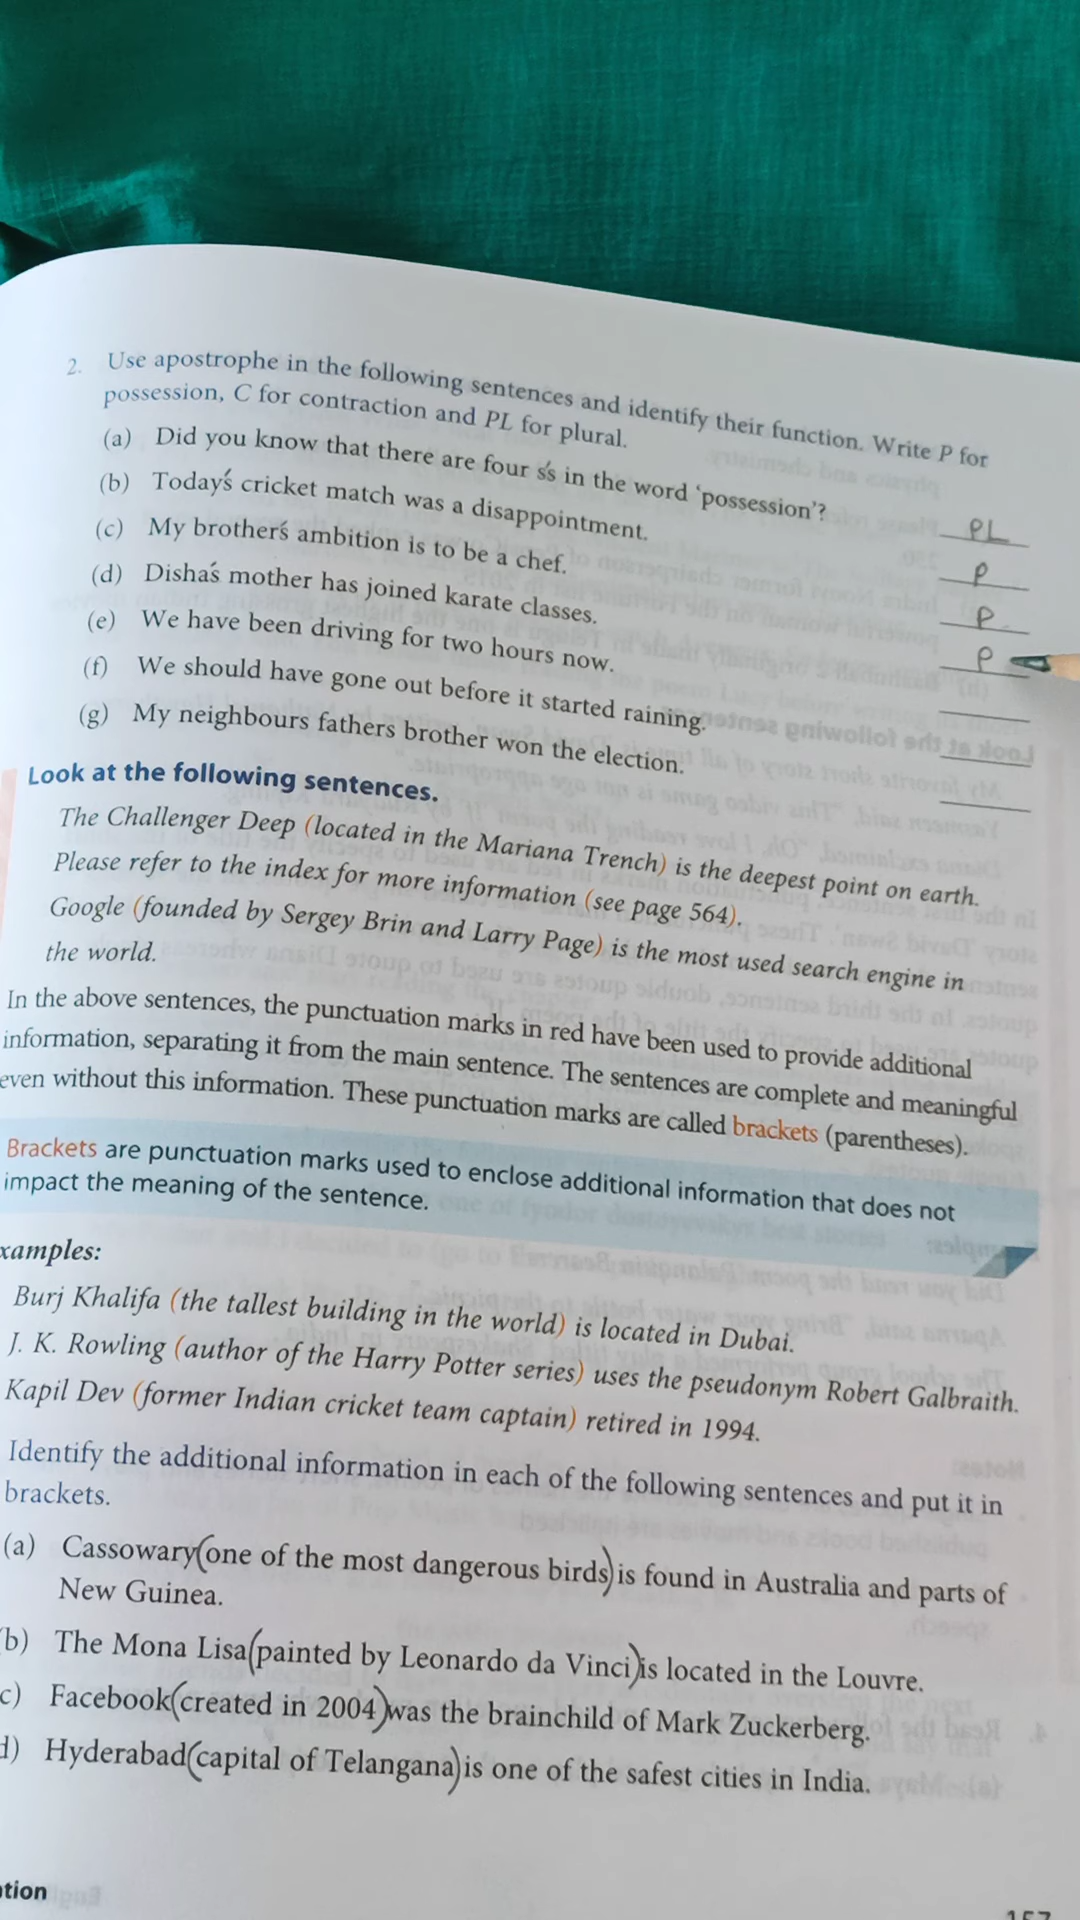 2. Use apostrophe in the following sentences and identify their function. Write P for
possession, C for contraction and PL for plural.
(a) Did you know that there are four s's in the word 'possession'? PL
(b) Today's cricket match was a disappointment. P
(c) My brother's ambition is to be a chef. P
(d) Disha's mother has joined karate classes. P
(e) We have been driving for two hours now.
(f) We should have gone out before it started raining.
(g) My neighbours fathers brother won the election.
Look at the following sentences.
The Challenger Deep (located in the Mariana Trench) is the deepest point on earth.
Please refer to the index for more information (see page 564).
Google (founded by Sergey Brin and Larry Page) is the most used search engine in
the world.
In the above sentences, the punctuation marks in red have been used to provide additional
information, separating it from the main sentence. The sentences are complete and meaningful
even without this information. These punctuation marks are called brackets (parentheses).
Brackets are punctuation marks used to enclose additional information that does not
impact the meaning of the sentence.
xamples:
Burj Khalifa (the tallest building in the world) is located in Dubai.
J. K. Rowling (author of the Harry Potter series) uses the pseudonym Robert Galbraith.
Kapil Dev (former Indian cricket team captain) retired in 1994.
Identify the additional information in each of the following sentences and put it in
brackets.
(a) Cassowary(one of the most dangerous birds)is found in Australia and parts of
New Guinea.
b) The Mona Lisa(painted by Leonardo da Vinci)is located in the Louvre.
c) Facebook(created in 2004)was the brainchild of Mark Zuckerberg.
d) Hyderabad(capital of Telangana)is one of the safest cities in India.
tion